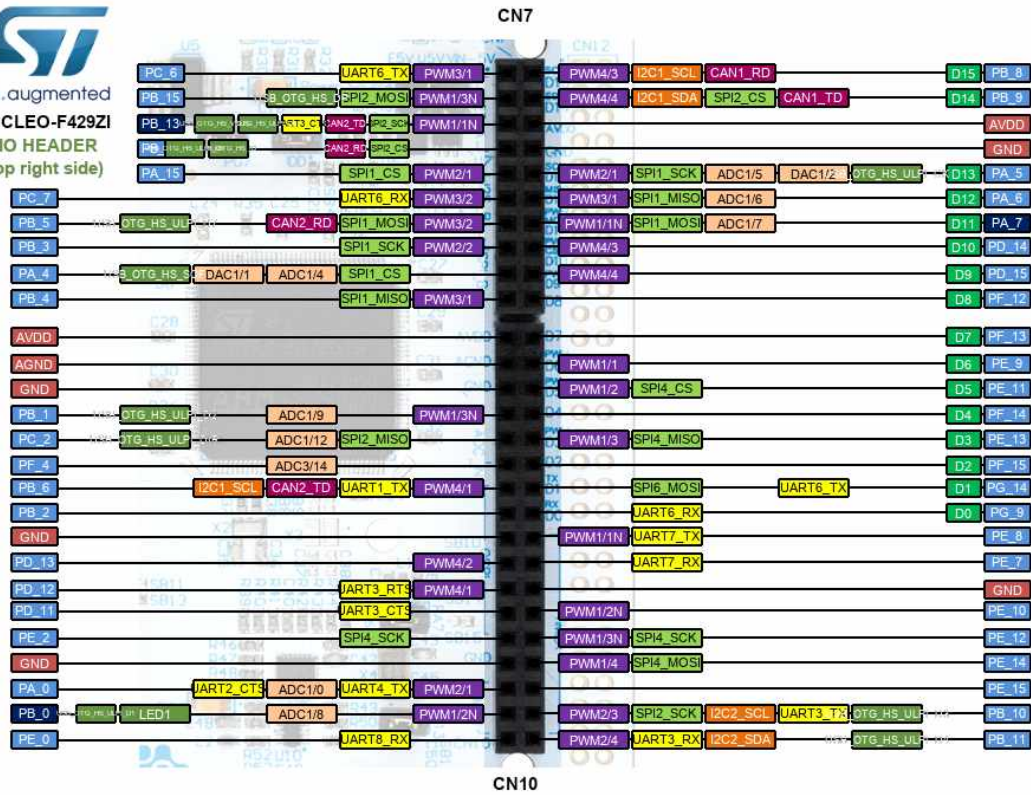 CN7
ST
.augmented
CLEO-F429ZI
NO HEADER
op right side)
PC_6 UART6_TX PWM3/1 PWM4/3 I2C1_SCL CAN1_RD D15 PB_8
PB_15 SPI2_MOSI PWM1/3N PWM4/4 I2C1_SDA SPI2_CS CAN1_TD D14 PB_9
PB_13 CAN2_TD PWM1/1N AVDD
CAN2_RD SPI2_CS GND
PA_15 SPI1_CS PWM2/1 PWM2/1 SPI1_SCK ADC1/5 DAC1/2 OTG_HS_ULP D13 PA_5
PC_7 UART6_RX PWM3/2 PWM3/1 SPI1_MISO ADC1/6 D12 PA_6
PB_5 OTG_HS_ULP CAN2_RD SPI1_MOSI PWM3/2 PWM1/1N SPI1_MOSI ADC1/7 D11 PA_7
PB_3 SPI1_SCK PWM2/2 PWM4/3 D10 PD_14
PA_4 DAC1/1 ADC1/4 SPI1_CS PWM4/4 D9 PD_15
PB_4 SPI1_MISO PWM3/1 D8 PF_12
AVDD D7 PF_13
AGND PWM1/1 D6 PE_9
GND PWM1/2 SPI4_CS D5 PE_11
PB_1 OTG_HS_ULP ADC1/9 PWM1/3N D4 PF_14
PC_2 OTG_HS_ULP ADC1/12 SPI2_MISO PWM1/3 SPI4_MISO D3 PE_13
PF_4 ADC3/14 D2 PF_15
PB_6 I2C1_SCL CAN2_TD UART1_TX PWM4/1 SPI6_MOSI UART6_TX D1 PG_14
PB_2 UART6_RX D0 PG_9
GND PWM1/1N UART7_TX PE_8
PD_13 PWM4/2 UART7_RX PE_7
PD_12 UART3_RTS PWM4/1 GND
PD_11 UART3_CTS PWM1/2N PE_10
PE_2 SPI4_SCK PWM1/3N SPI4_SCK PE_12
GND PWM1/4 SPI4_MOSI PE_14
PA_0 UART2_CTS ADC1/0 UART4_TX PWM2/1 PE_15
PB_0 LED1 ADC1/8 PWM1/2N PWM2/3 SPI2_SCK I2C2_SCL UART3_TX OTG_HS_ULP PB_10
PE_0 UART8_RX PWM2/4 UART3_RX I2C2_SDA OTG_HS_ULP PB_11
CN10